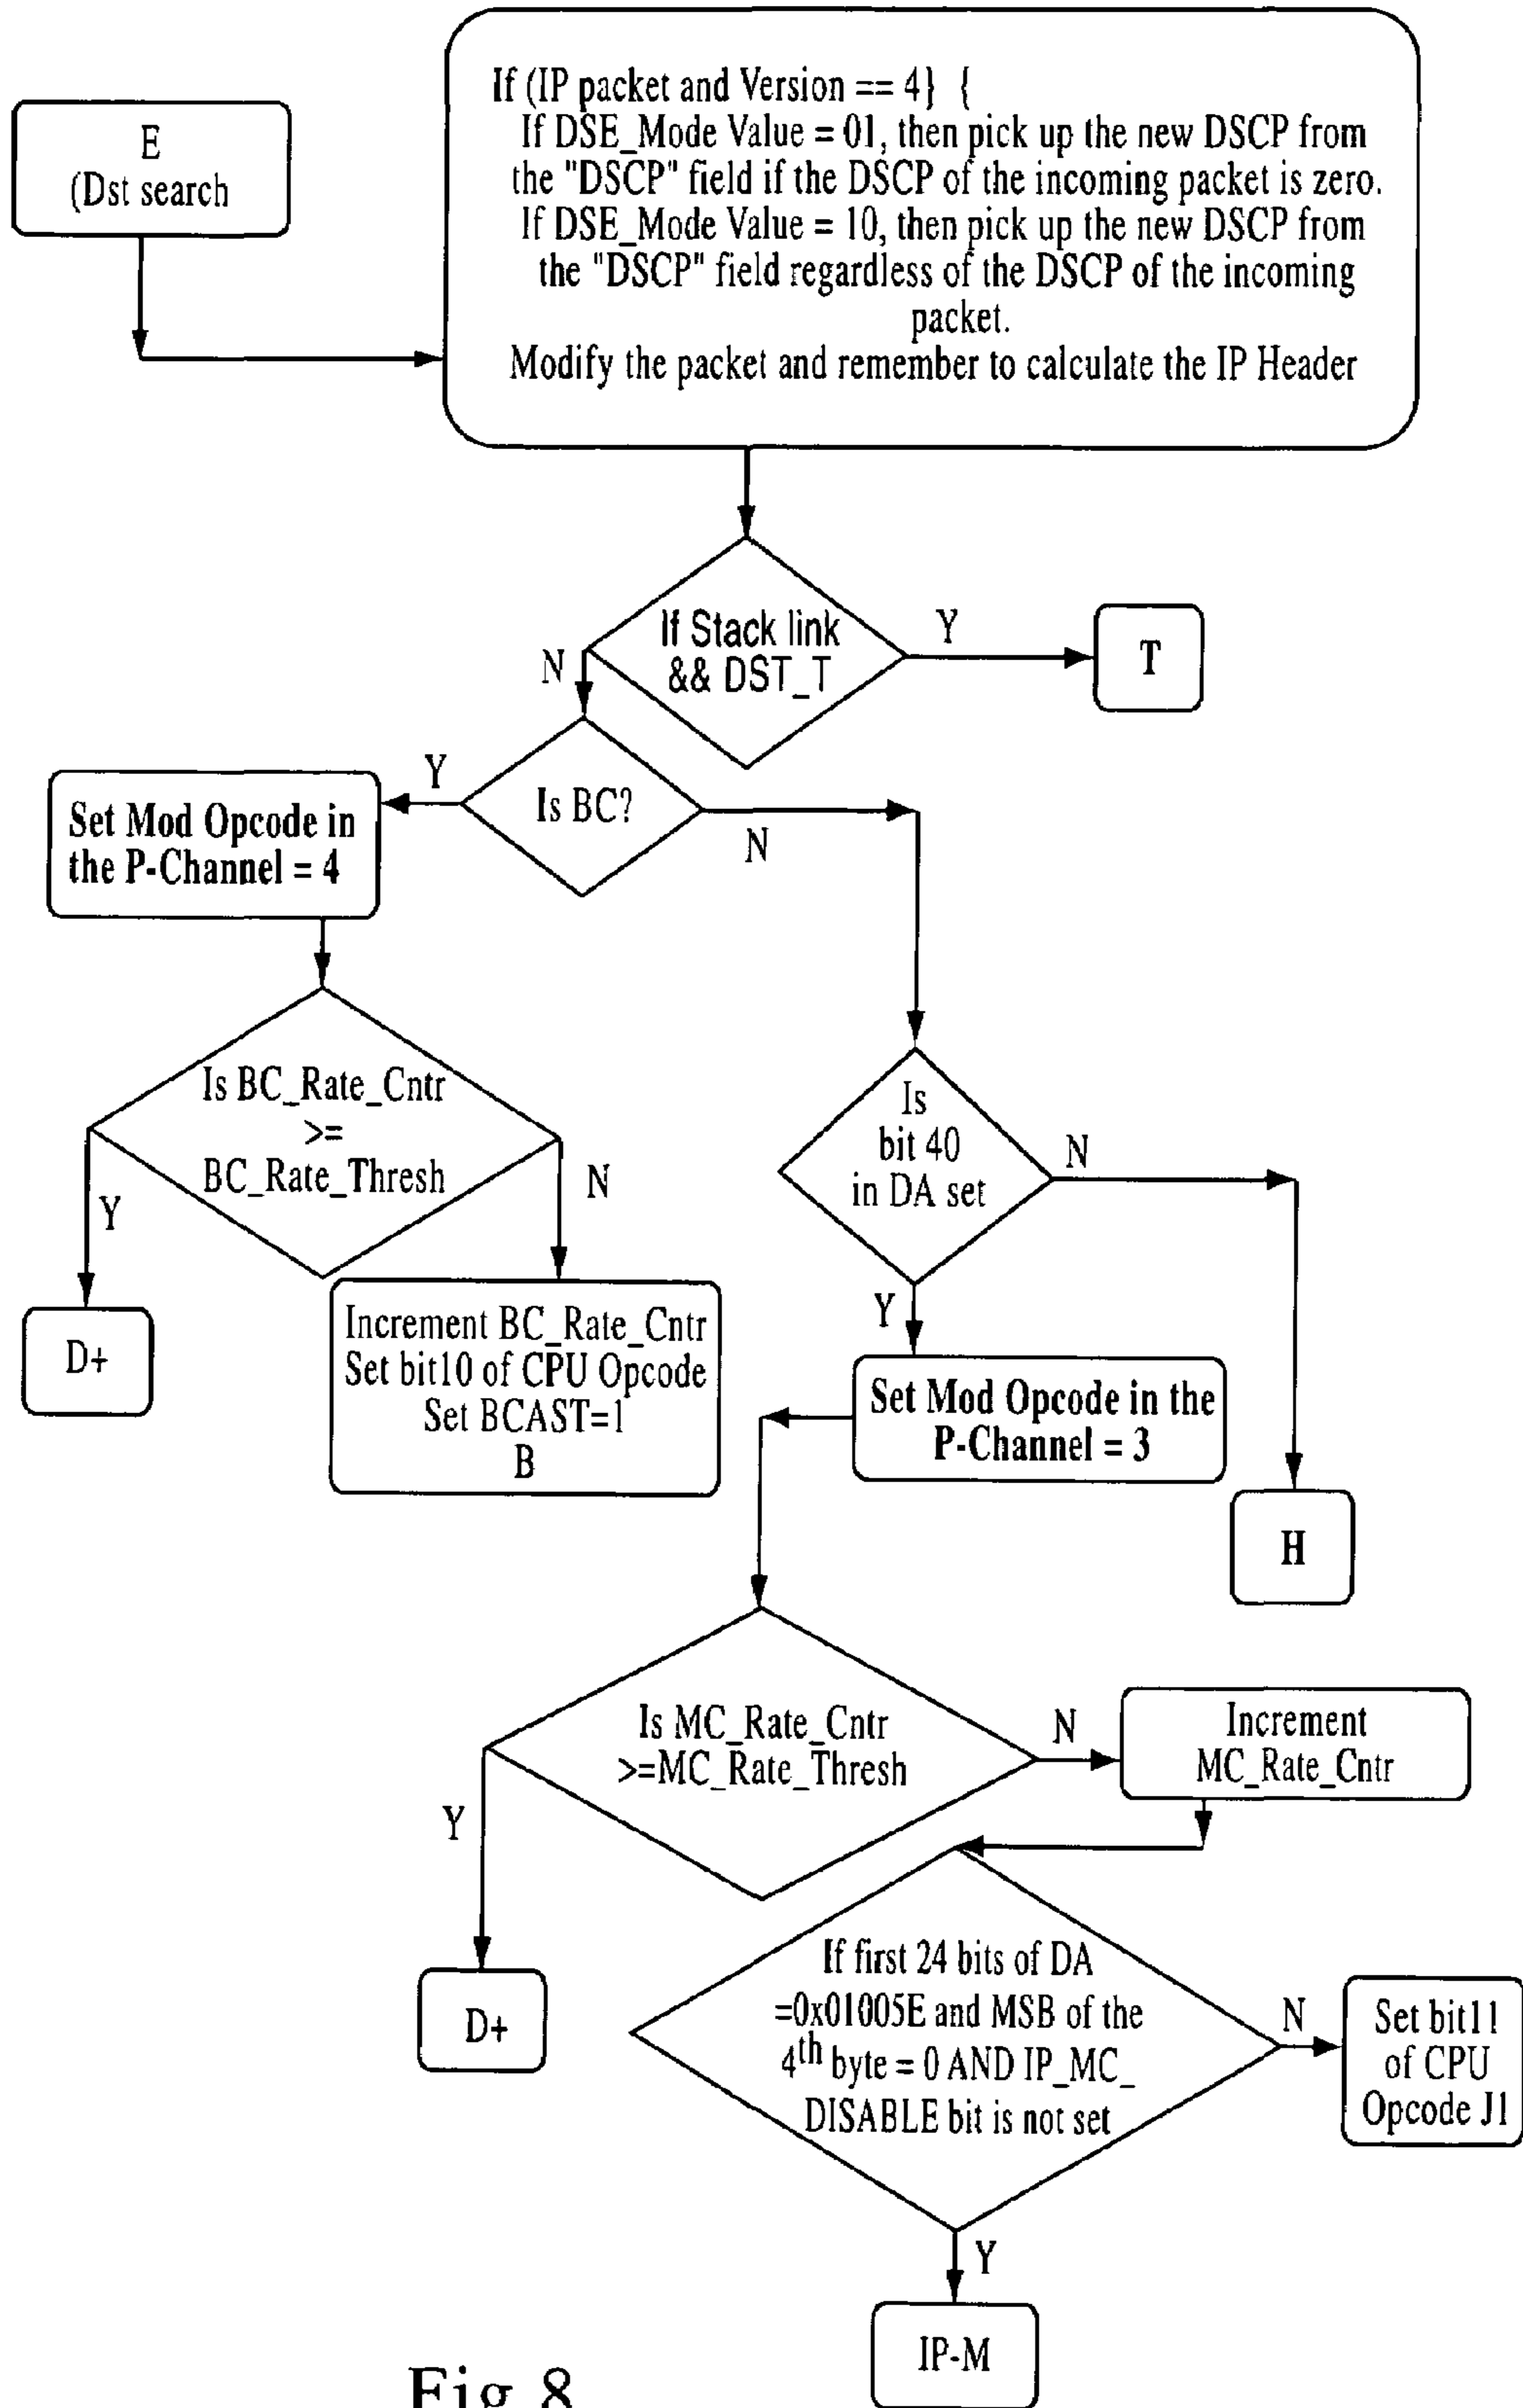 E
(Dst search
If (IP packet and Version == 4} {
If DSE_Mode Value = 01, then pick up the new DSCP from
the "DSCP" field if the DSCP of the incoming packet is zero.
If DSE_Mode Value = 10, then pick up the new DSCP from
the "DSCP" field regardless of the DSCP of the incoming
packet.
Modify the packet and remember to calculate the IP Header
If Stack link
&& DST_T
Y
T
N
Is BC?
Y
N
Set Mod Opcode in
the P-Channel = 4
Is BC_Rate_Cntr
>=
BC_Rate_Thresh
Y
N
D+
Increment BC_Rate_Cntr
Set bit10 of CPU Opcode
Set BCAST=1
B
Is
bit 40
in DA set
N
Y
Set Mod Opcode in the
P-Channel = 3
H
Is MC_Rate_Cntr
>=MC_Rate_Thresh
N
Increment
MC_Rate_Cntr
Y
D+
If first 24 bits of DA
=0x01005E and MSB of the
4th byte = 0 AND IP_MC_
DISABLE bit is not set
N
Set bit11
of CPU
Opcode J1
Y
IP-M
Fig.8